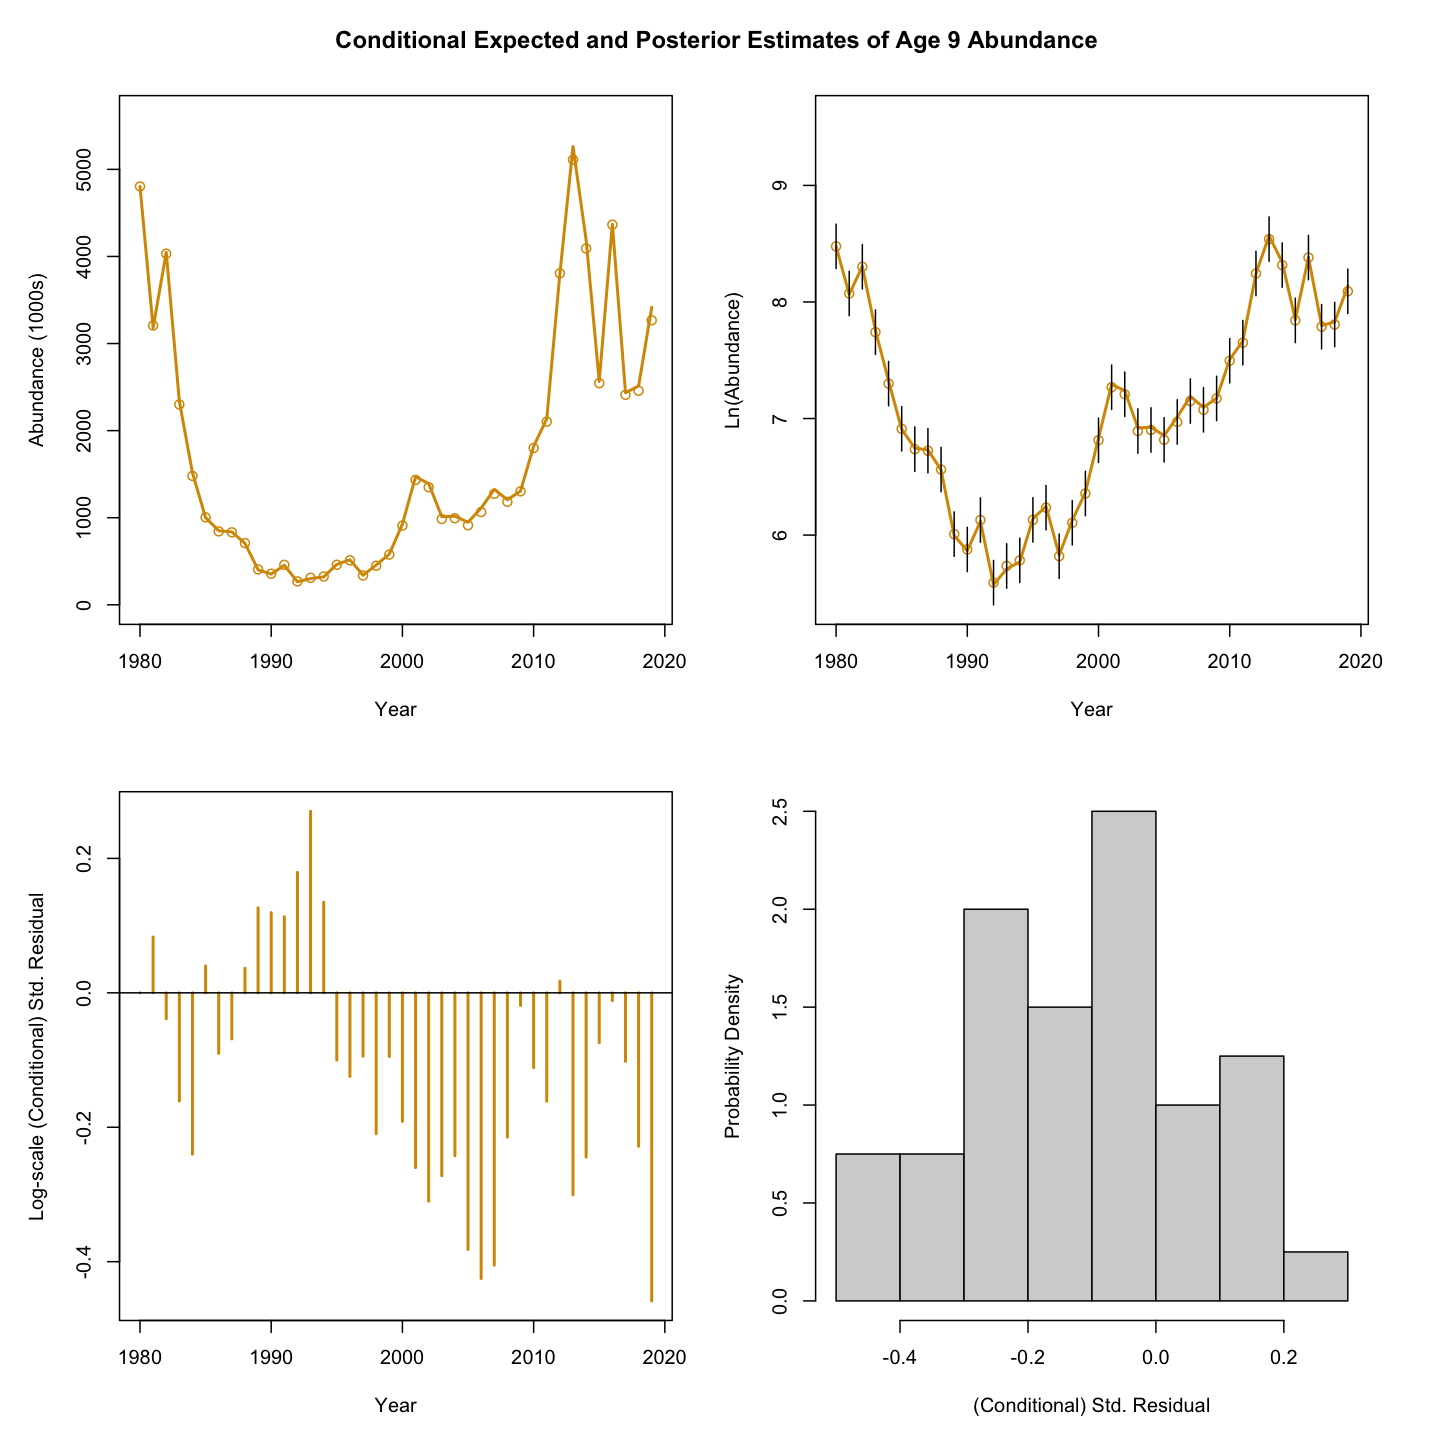 Conditional Expected and Posterior Estimates of Age 9 Abundance
Abundance (1000s)
5000
4000
3000
2000
1000
0
1980 1990 2000 2010 2020
Year
Ln(Abundance)
9
8
7
6
1980 1990 2000 2010 2020
Year
Log-scale (Conditional) Std. Residual
0.2
0.0
-0.2
-0.4
1980 1990 2000 2010 2020
Year
Probability Density
2.5
2.0
1.5
1.0
0.5
0.0
-0.4 -0.2 0.0 0.2
(Conditional) Std. Residual